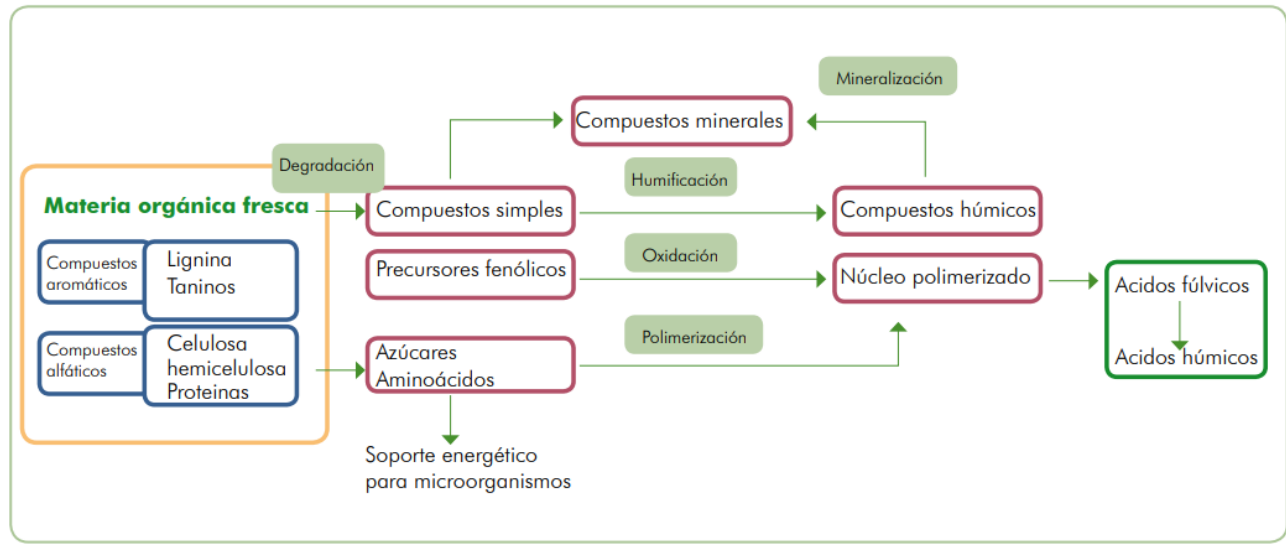 Mineralización
Compuestos minerales
Degradación
Humificación
Materia orgánica fresca
Compuestos simples
Compuestos húmicos
Compuestos
aromáticos
Lignina
Taninos
Precursores fenólicos
Oxidación
Núcleo polimerizado
Acidos fúlvicos
Acidos húmicos
Compuestos
alfáticos
Celulosa
hemicelulosa
Proteinas
Azúcares
Aminoácidos
Polimerización
Soporte energético
para microorganismos